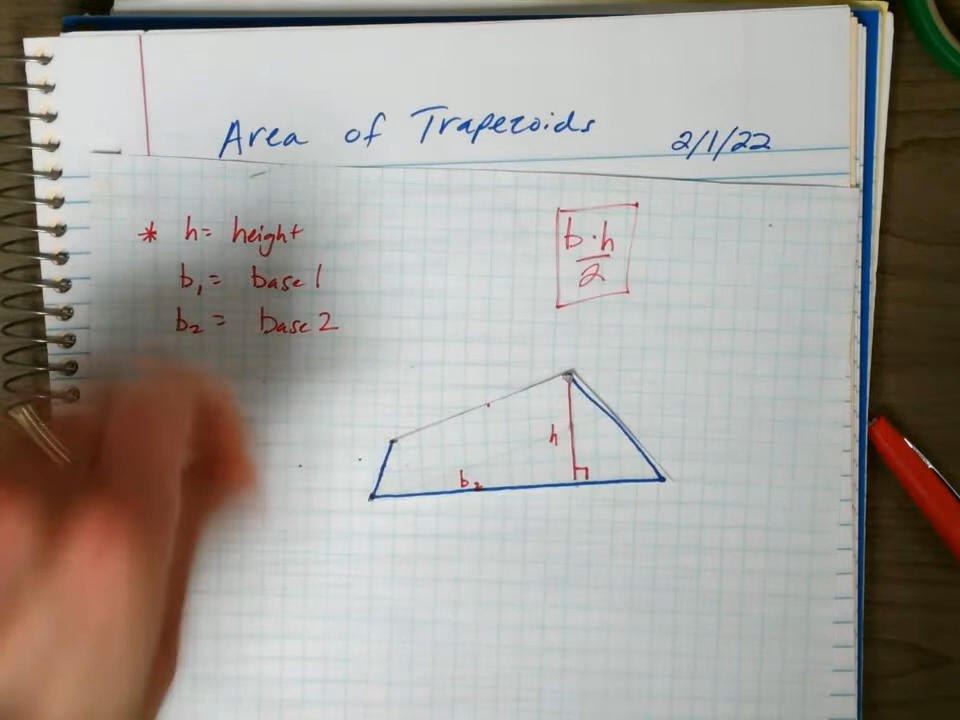 Area of Trapezoids
2/1/22
* h= height
b₁= base 1
b₂= base 2
b·h
2
h
b₂